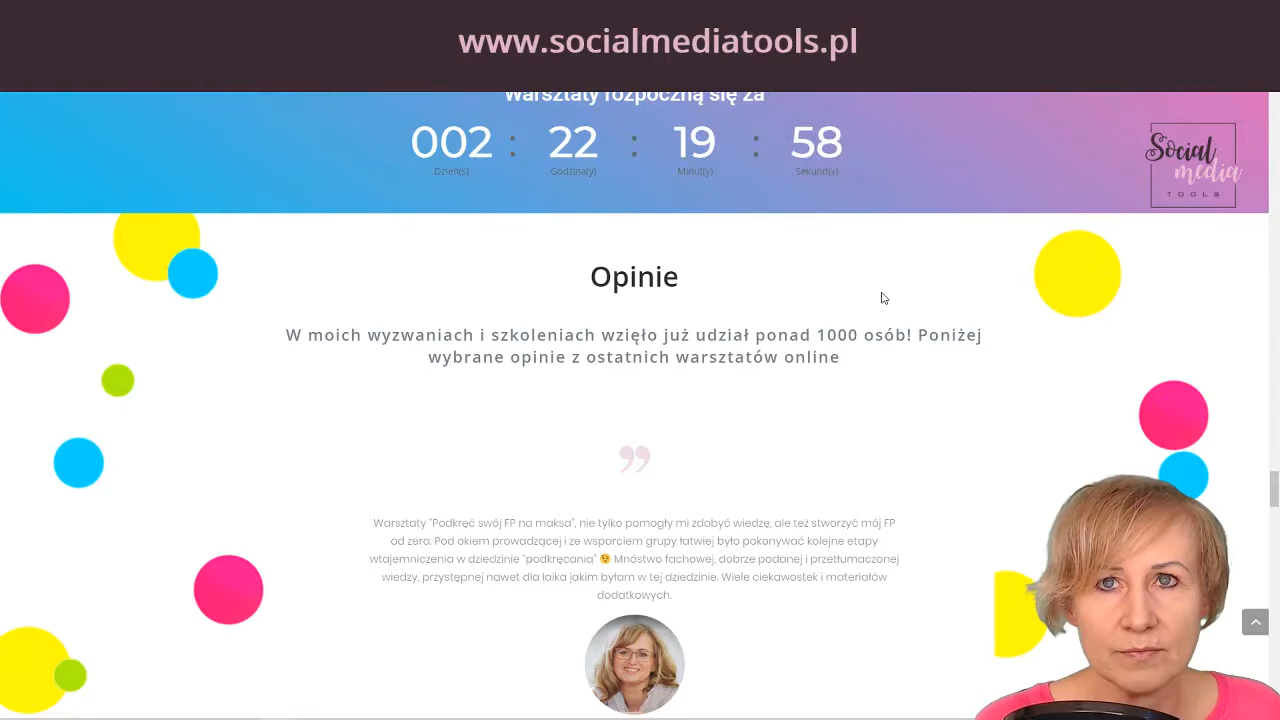 www.socialmediatools.pl
Warsztaty rozpoczną się za
002 : 22 : 19 : 58
Dzień(s) Godzina(y) Minut(y) Sekund(y)
Social
media
TOOLS
Opinie
W moich wyzwaniach i szkoleniach wzięło już udział ponad 1000 osób! Poniżej
wybrane opinie z ostatnich warsztatów online
”
Warsztaty "Podkręć swój FP na maksa", nie tylko pomogły mi zdobyć wiedzę, ale też stworzyć mój FP
od zera. Pod okiem prowadzącej i ze wsparciem grupy łatwiej było pokonywać kolejne etapy
wtajemniczenia w dziedzinie "podkręcania" 😉 Mnóstwo fachowej, dobrze podanej i przetłumaczonej
wiedzy, przystępnej nawet dla laika jakim byłam w tej dziedzinie. Wiele ciekawostek i materiałów
dodatkowych.